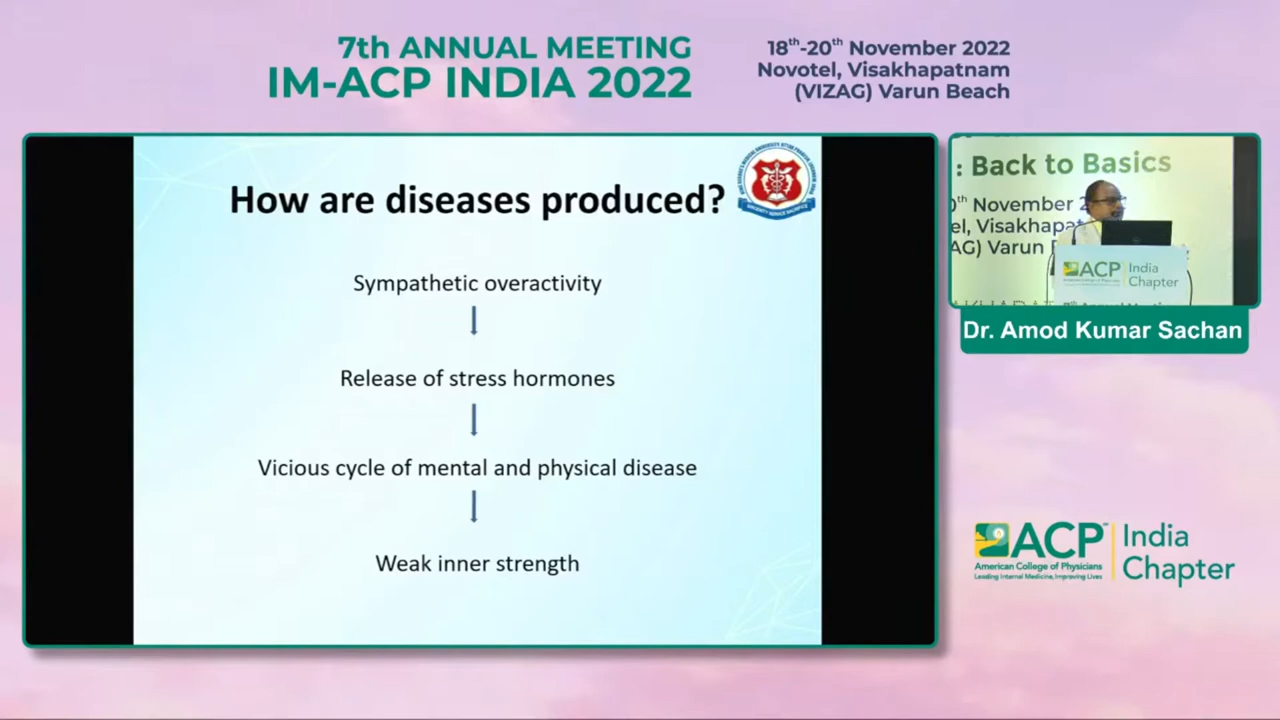 7th ANNUAL MEETING
IM-ACP INDIA 2022
18th-20th November 2022
Novotel, Visakhapatnam
(VIZAG) Varun Beach
How are diseases produced?
Sympathetic overactivity
Release of stress hormones
Vicious cycle of mental and physical disease
Weak inner strength
: Back to Basics
th November 2
el, Visakhapat
AG) Varun
ACP India
Chapter
Dr. Amod Kumar Sachan
ACP India
American College of Physicians Chapter
Leading Internal Medicine, Improving Lives